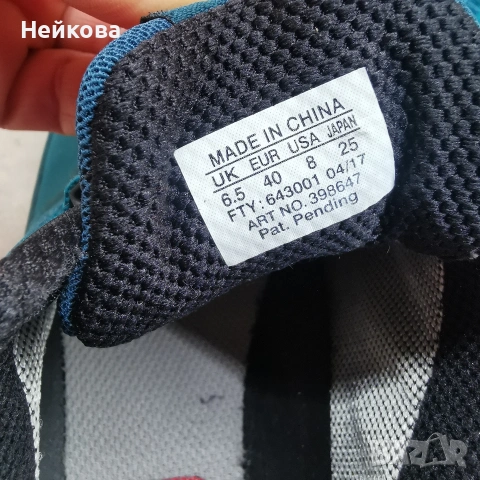 Нейкова
MADE IN CHINA
UK EUR USA JAPAN
6.5 40 8 25
FTY: 643001 04/17
ART NO. 398647
Pat. Pending